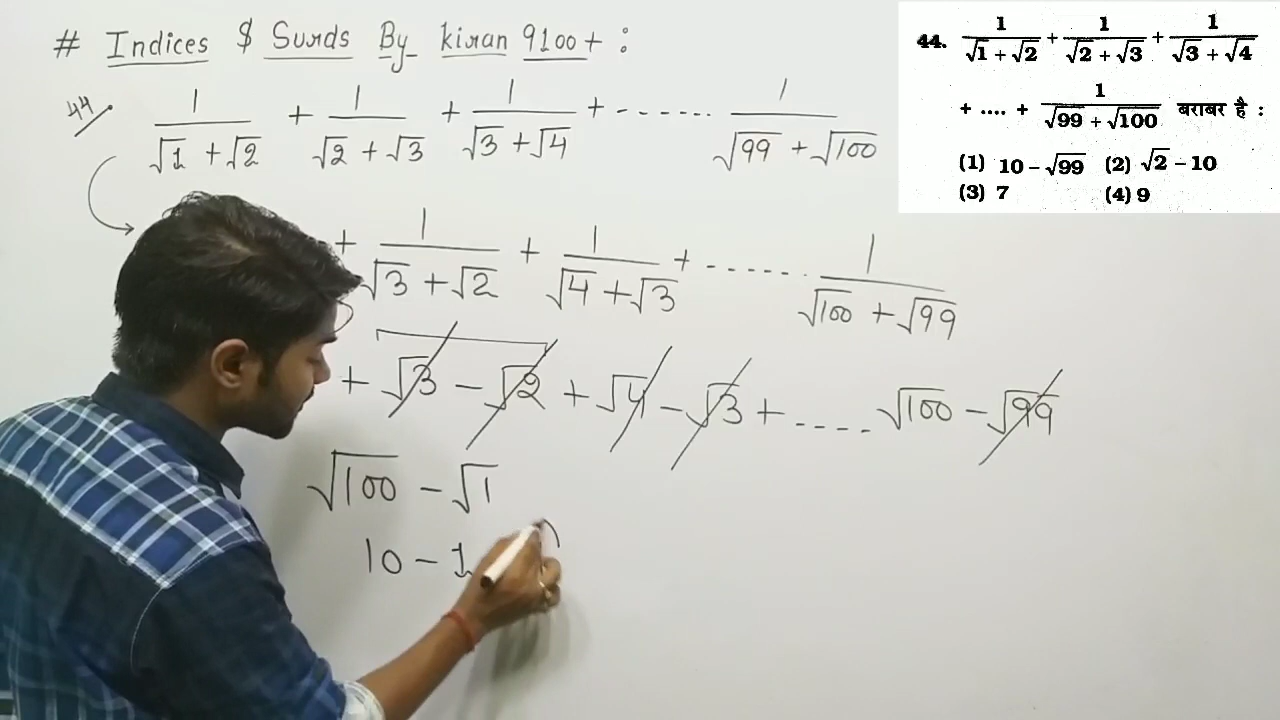 # Indices $ Surds By kiran 9100+ :
44. 1/(√1 + √2) + 1/(√2 + √3) + 1/(√3 + √4) + ------ 1/(√99 + √100)
+ 1/(√3 + √2) + 1/(√4 + √3) + ------ 1/(√100 + √99)
+ √3 − √2 + √4 − √3 + ---- √100 − √99
√100 − √1
10 − 1
44. 1/(√1 + √2) + 1/(√2 + √3) + 1/(√3 + √4)
+ .... + 1/(√99 + √100) बराबर है :
(1) 10 − √99 (2) √2 − 10
(3) 7 (4) 9